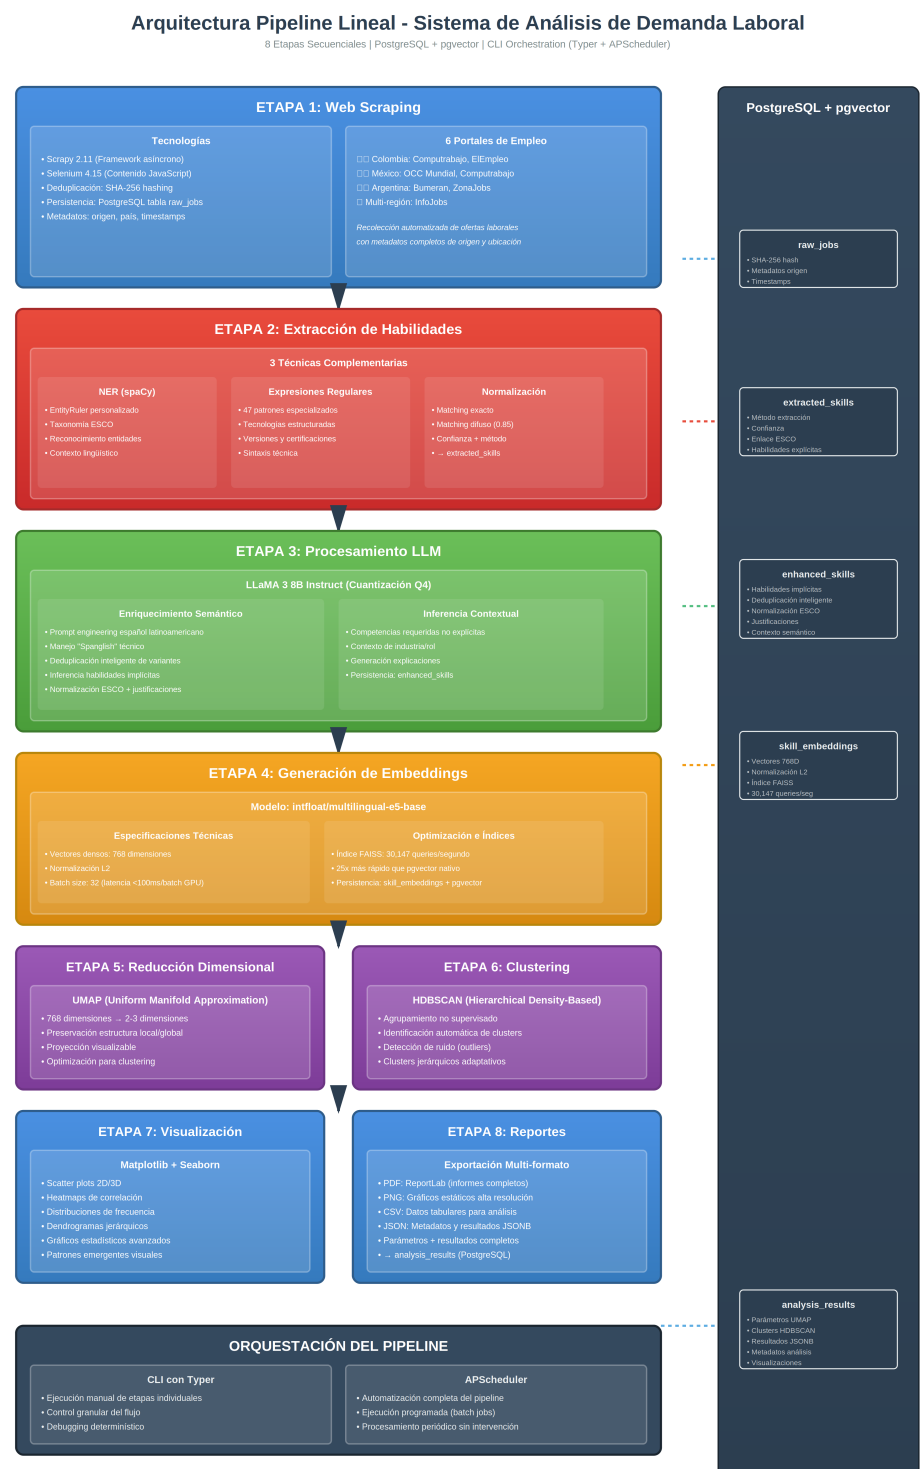 Arquitectura Pipeline Lineal - Sistema de Análisis de Demanda Laboral
8 Etapas Secuenciales | PostgreSQL + pgvector | CLI Orchestration (Typer + APScheduler)
ETAPA 1: Web Scraping
Tecnologías
• Scrapy 2.11 (Framework asíncrono)
• Selenium 4.15 (Contenido JavaScript)
• Deduplicación: SHA-256 hashing
• Persistencia: PostgreSQL tabla raw_jobs
• Metadatos: origen, país, timestamps
6 Portales de Empleo
Colombia: Computrabajo, ElEmpleo
México: OCC Mundial, Computrabajo
Argentina: Bumeran, ZonaJobs
Multi-región: InfoJobs
Recolección automatizada de ofertas laborales
con metadatos completos de origen y ubicación
ETAPA 2: Extracción de Habilidades
3 Técnicas Complementarias
NER (spaCy)
• EntityRuler personalizado
• Taxonomía ESCO
• Reconocimiento entidades
• Contexto lingüístico
Expresiones Regulares
• 47 patrones especializados
• Tecnologías estructuradas
• Versiones y certificaciones
• Sintaxis técnica
Normalización
• Matching exacto
• Matching difuso (0.85)
• Confianza + método
• → extracted_skills
ETAPA 3: Procesamiento LLM
LLaMA 3 8B Instruct (Cuantización Q4)
Enriquecimiento Semántico
• Prompt engineering español latinoamericano
• Manejo "Spanglish" técnico
• Deduplicación inteligente de variantes
• Inferencia habilidades implícitas
• Normalización ESCO + justificaciones
Inferencia Contextual
• Competencias requeridas no explícitas
• Contexto de industria/rol
• Generación explicaciones
• Persistencia: enhanced_skills
ETAPA 4: Generación de Embeddings
Modelo: intfloat/multilingual-e5-base
Especificaciones Técnicas
• Vectores densos: 768 dimensiones
• Normalización L2
• Batch size: 32 (latencia <100ms/batch GPU)
Optimización e Índices
• Índice FAISS: 30,147 queries/segundo
• 25x más rápido que pgvector nativo
• Persistencia: skill_embeddings + pgvector
ETAPA 5: Reducción Dimensional
UMAP (Uniform Manifold Approximation)
• 768 dimensiones → 2-3 dimensiones
• Preservación estructura local/global
• Proyección visualizable
• Optimización para clustering
ETAPA 6: Clustering
HDBSCAN (Hierarchical Density-Based)
• Agrupamiento no supervisado
• Identificación automática de clusters
• Detección de ruido (outliers)
• Clusters jerárquicos adaptativos
ETAPA 7: Visualización
Matplotlib + Seaborn
• Scatter plots 2D/3D
• Heatmaps de correlación
• Distribuciones de frecuencia
• Dendrogramas jerárquicos
• Gráficos estadísticos avanzados
• Patrones emergentes visuales
ETAPA 8: Reportes
Exportación Multi-formato
• PDF: ReportLab (informes completos)
• PNG: Gráficos estáticos alta resolución
• CSV: Datos tabulares para análisis
• JSON: Metadatos y resultados JSONB
• Parámetros + resultados completos
• → analysis_results (PostgreSQL)
ORQUESTACIÓN DEL PIPELINE
CLI con Typer
• Ejecución manual de etapas individuales
• Control granular del flujo
• Debugging determinístico
APScheduler
• Automatización completa del pipeline
• Ejecución programada (batch jobs)
• Procesamiento periódico sin intervención
PostgreSQL + pgvector
raw_jobs
• SHA-256 hash
• Metadatos origen
• Timestamps
extracted_skills
• Método extracción
• Confianza
• Enlace ESCO
• Habilidades explícitas
enhanced_skills
• Habilidades implícitas
• Deduplicación inteligente
• Normalización ESCO
• Justificaciones
• Contexto semántico
skill_embeddings
• Vectores 768D
• Normalización L2
• Índice FAISS
• 30,147 queries/seg
analysis_results
• Parámetros UMAP
• Clusters HDBSCAN
• Resultados JSONB
• Metadatos análisis
• Visualizaciones